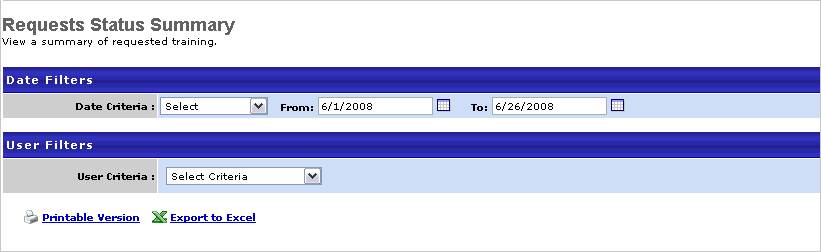 Requests Status Summary
View a summary of requested training.
Date Filters
Date Criteria : Select From: 6/1/2008 To: 6/26/2008
User Filters
User Criteria : Select Criteria
Printable Version Export to Excel